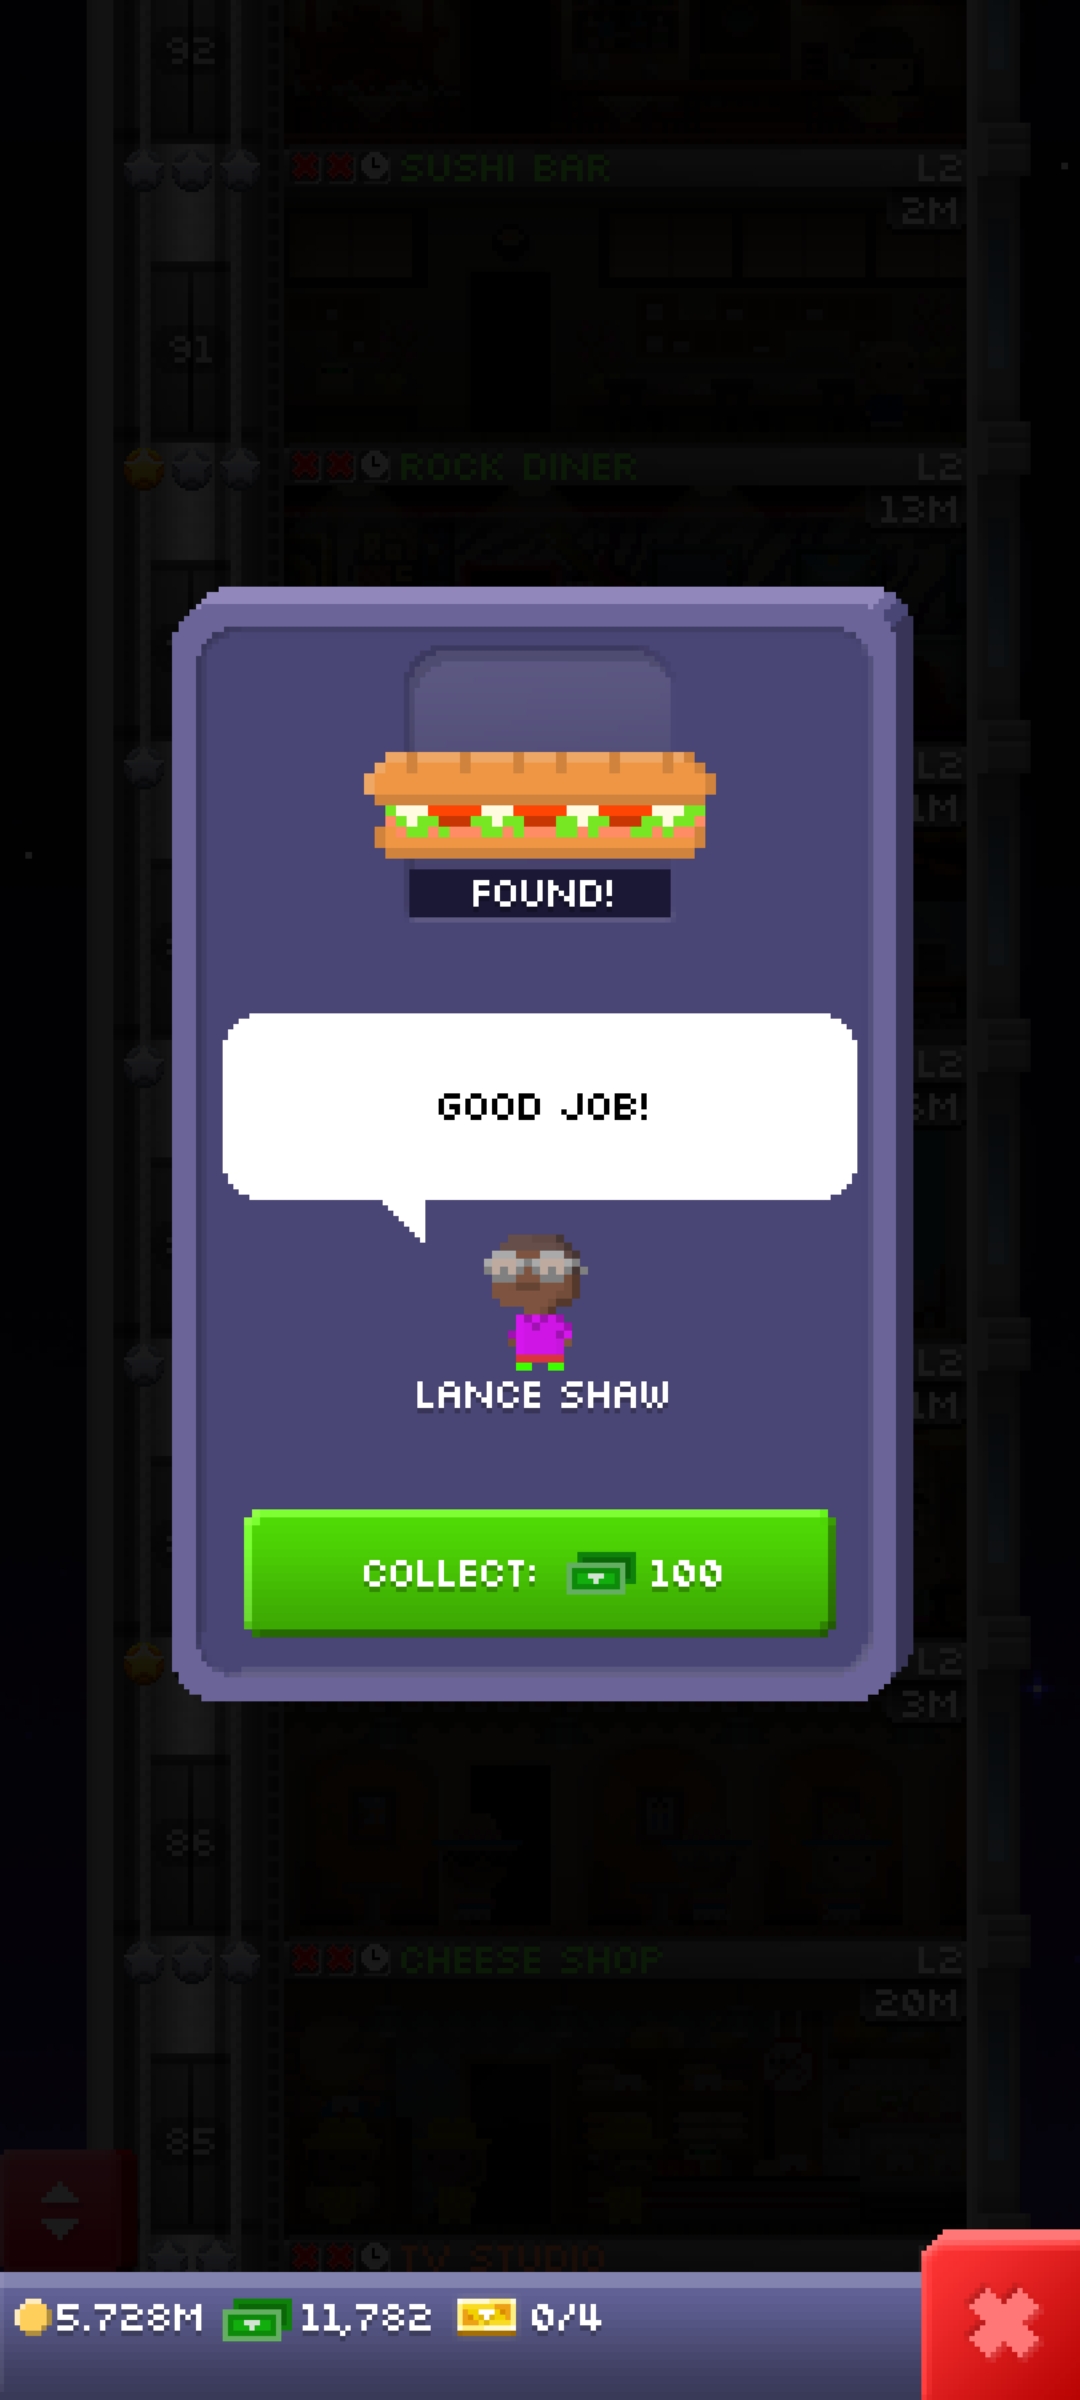 92
SUSHI BAR L2
2M
91
ROCK DINER L2
13M
L2
1M
FOUND!
L2
GOOD JOB!
L2
1M
LANCE SHAW
COLLECT: 100
L2
3M
86
CHEESE SHOP L2
20M
85
TV STUDIO
5.728M 11,782 0/4